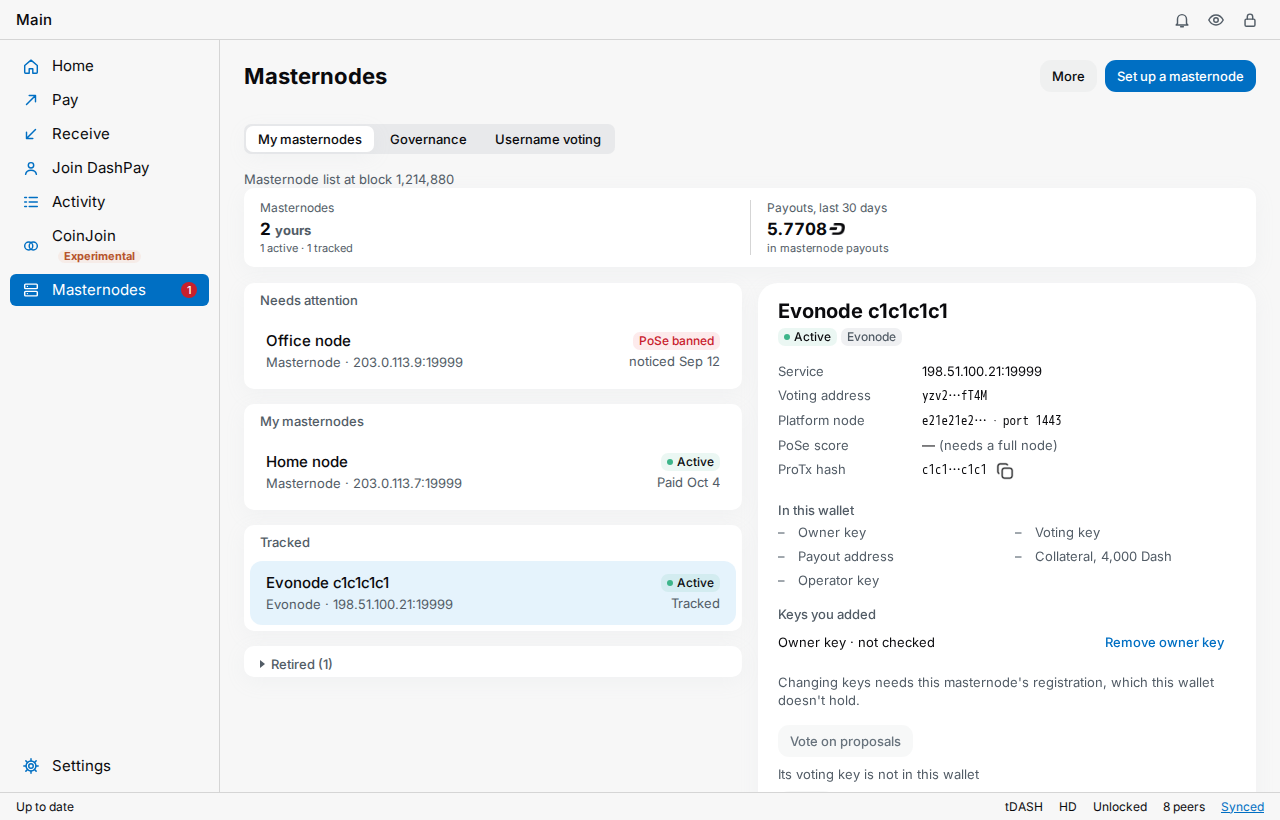 Main
Home
Pay
Receive
Join DashPay
Activity
CoinJoin
Experimental
Masternodes 1
Settings
Masternodes
More
Set up a masternode
My masternodes
Governance
Username voting
Masternode list at block 1,214,880
Masternodes
2 yours
1 active · 1 tracked
Payouts, last 30 days
5.7708
in masternode payouts
Needs attention
Office node
PoSe banned
Masternode · 203.0.113.9:19999
noticed Sep 12
My masternodes
Home node
Active
Masternode · 203.0.113.7:19999
Paid Oct 4
Tracked
Evonode c1c1c1c1
Active
Evonode · 198.51.100.21:19999
Tracked
Retired (1)
Evonode c1c1c1c1
Active Evonode
Service 198.51.100.21:19999
Voting address yzv2⋯fT4M
Platform node e21e21e2⋯ · port 1443
PoSe score — (needs a full node)
ProTx hash c1c1⋯c1c1
In this wallet
– Owner key
– Voting key
– Payout address
– Collateral, 4,000 Dash
– Operator key
Keys you added
Owner key · not checked
Remove owner key
Changing keys needs this masternode's registration, which this wallet
doesn't hold.
Vote on proposals
Its voting key is not in this wallet
Up to date
tDASH
HD
Unlocked
8 peers
Synced